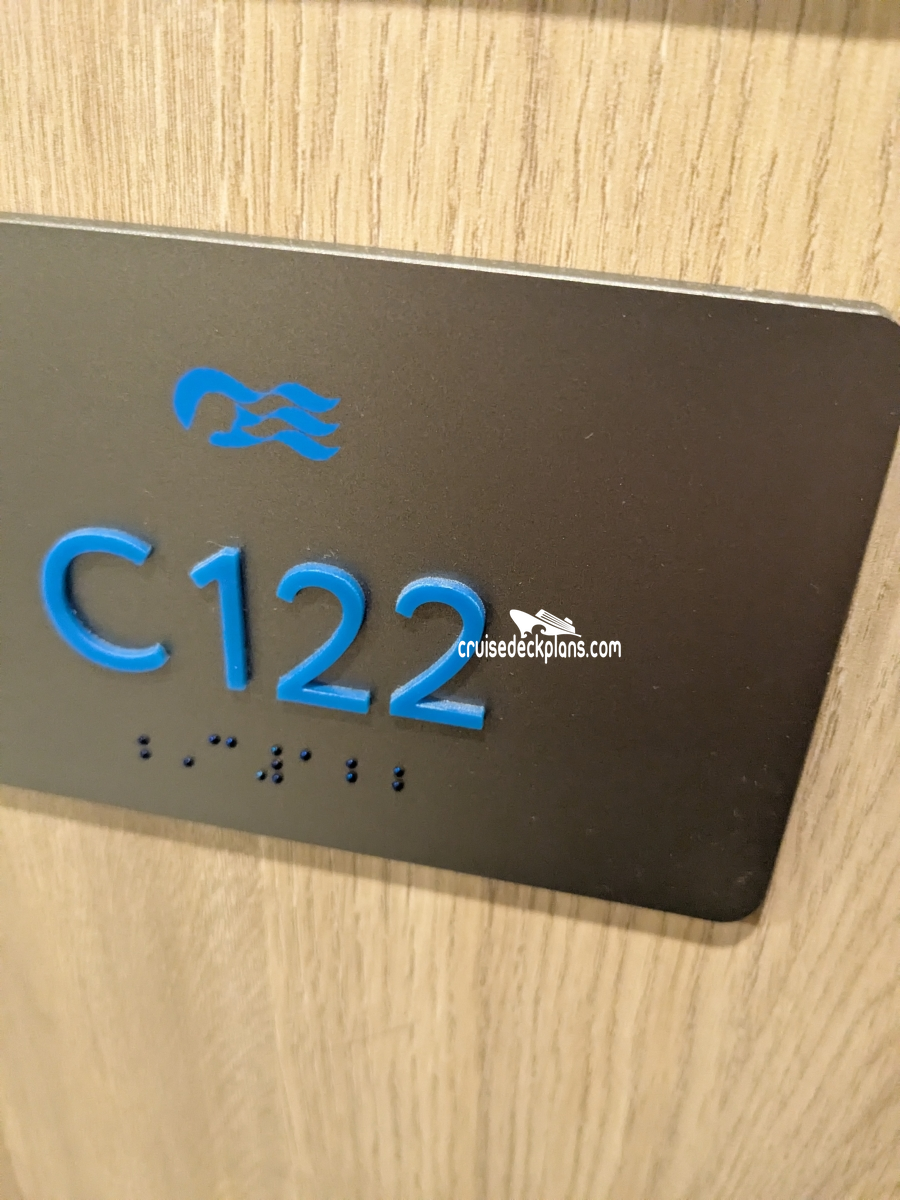 C122
⠰⠠⠉⠼⠁⠃⠃
cruisedeckplans.com